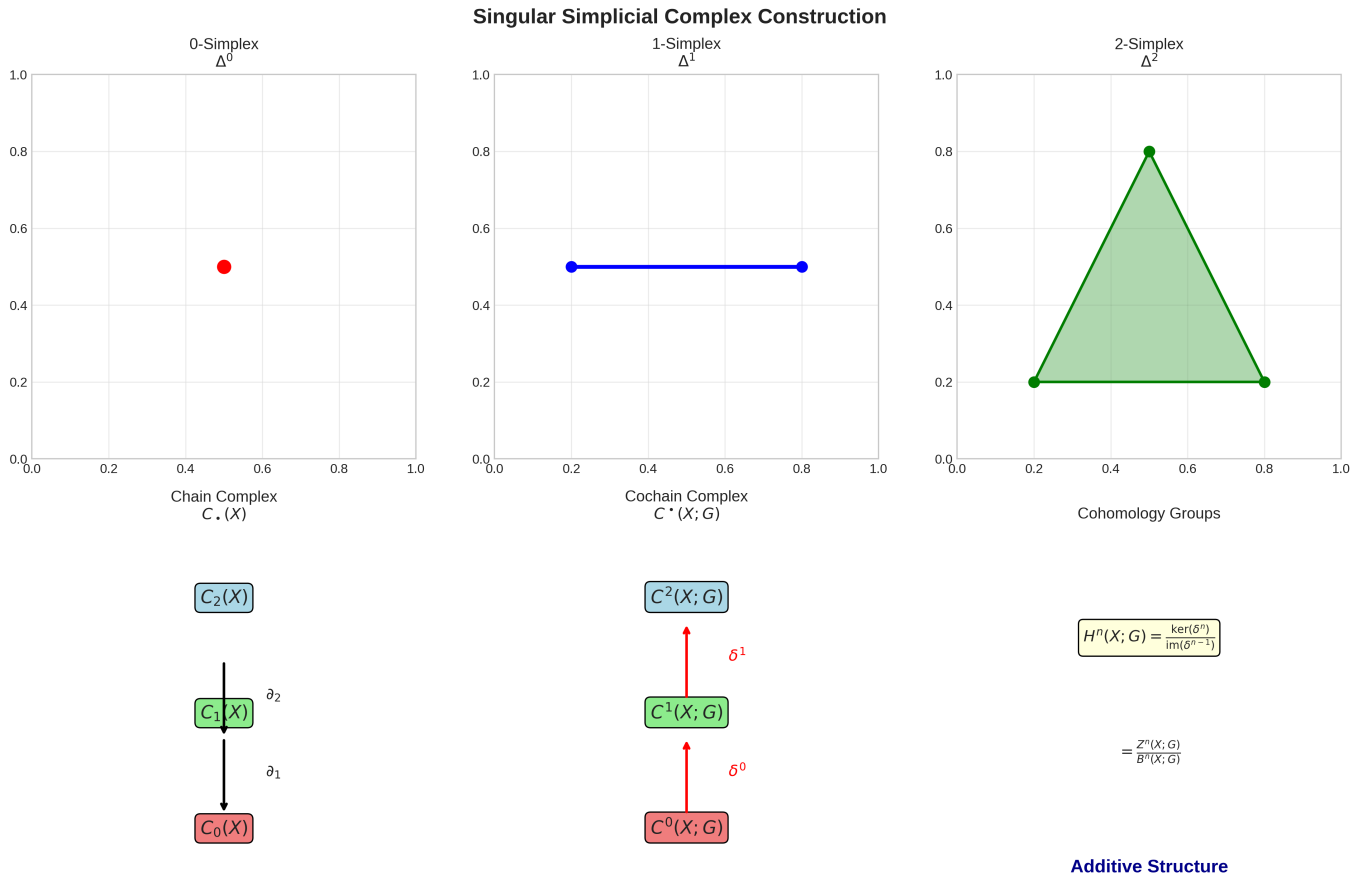 Singular Simplicial Complex Construction
0-Simplex
Δ⁰
1-Simplex
Δ¹
2-Simplex
Δ²
1.0
0.8
0.6
0.4
0.2
0.0
0.0 0.2 0.4 0.6 0.8 1.0
1.0
0.8
0.6
0.4
0.2
0.0
0.0 0.2 0.4 0.6 0.8 1.0
1.0
0.8
0.6
0.4
0.2
0.0
0.0 0.2 0.4 0.6 0.8 1.0
Chain Complex
C•(X)
C₂(X)
∂₂
C₁(X)
∂₁
C₀(X)
Cochain Complex
C•(X; G)
C²(X; G)
δ¹
C¹(X; G)
δ⁰
C⁰(X; G)
Cohomology Groups
Hⁿ(X; G) = ker(δⁿ) / im(δⁿ⁻¹)
= Zⁿ(X; G) / Bⁿ(X; G)
Additive Structure